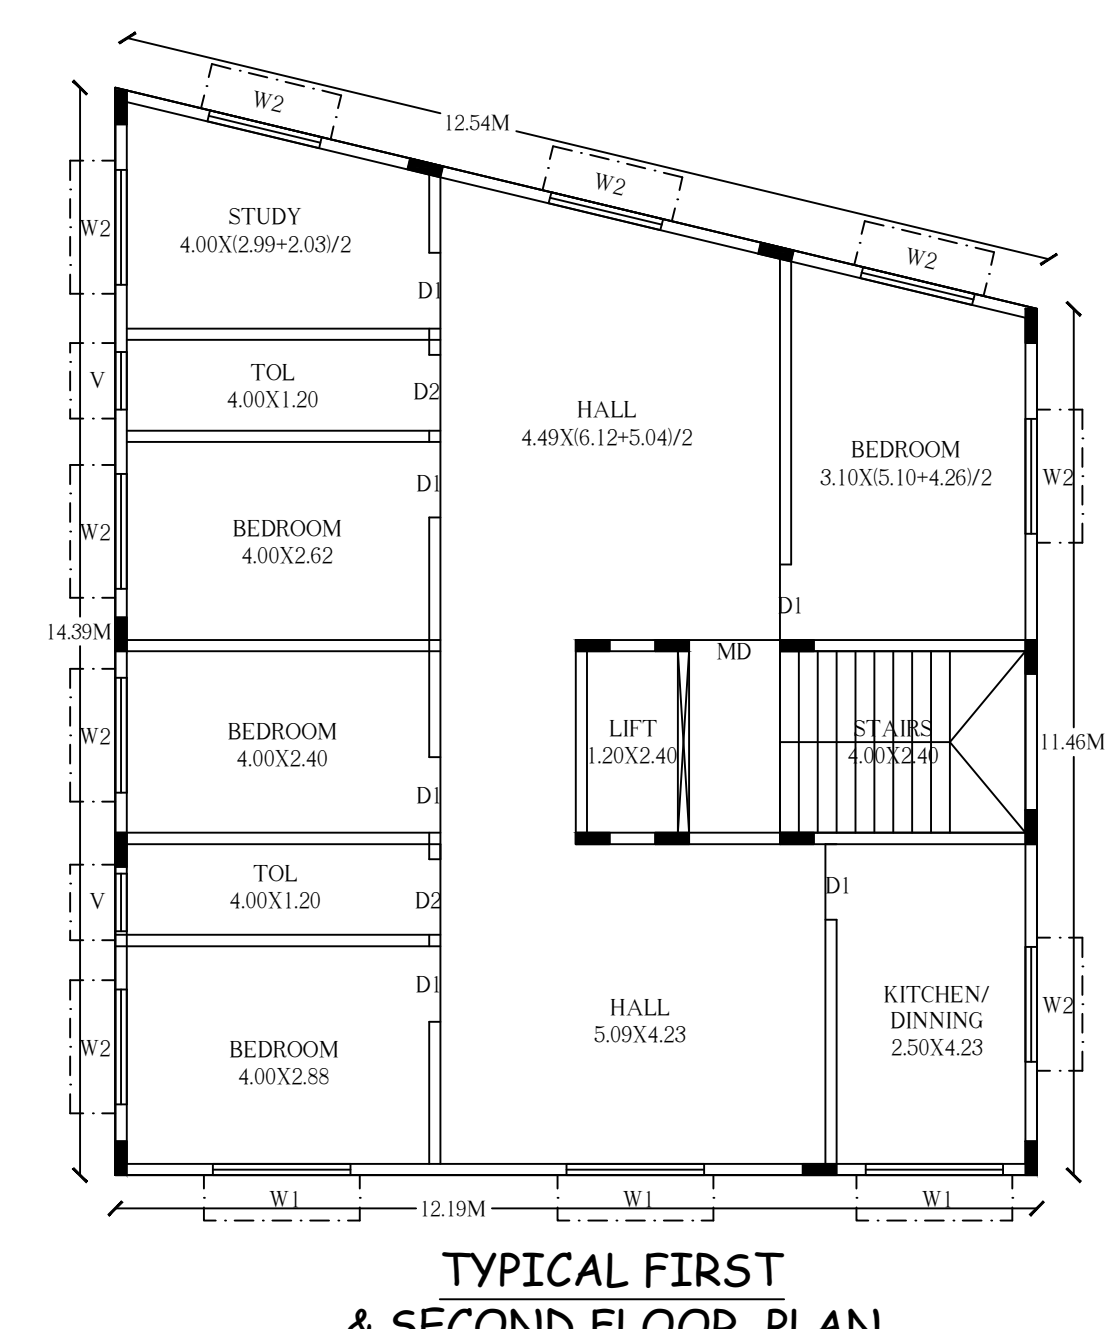 W2
12.54M
W2
W2
STUDY
4.00X(2.99+2.03)/2
W2
D1
TOL
4.00X1.20
V
D2
HALL
4.49X(6.12+5.04)/2
BEDROOM
3.10X(5.10+4.26)/2
W2
D1
BEDROOM
4.00X2.62
W2
D1
14.39M
MD
BEDROOM
4.00X2.40
W2
LIFT
1.20X2.40
STAIRS
4.00X2.40
11.46M
D1
TOL
4.00X1.20
V
D2
D1
D1
HALL
5.09X4.23
KITCHEN/
DINNING
2.50X4.23
W2
BEDROOM
4.00X2.88
W2
W1
W1
W1
12.19M
TYPICAL FIRST
& SECOND FLOOR PLAN